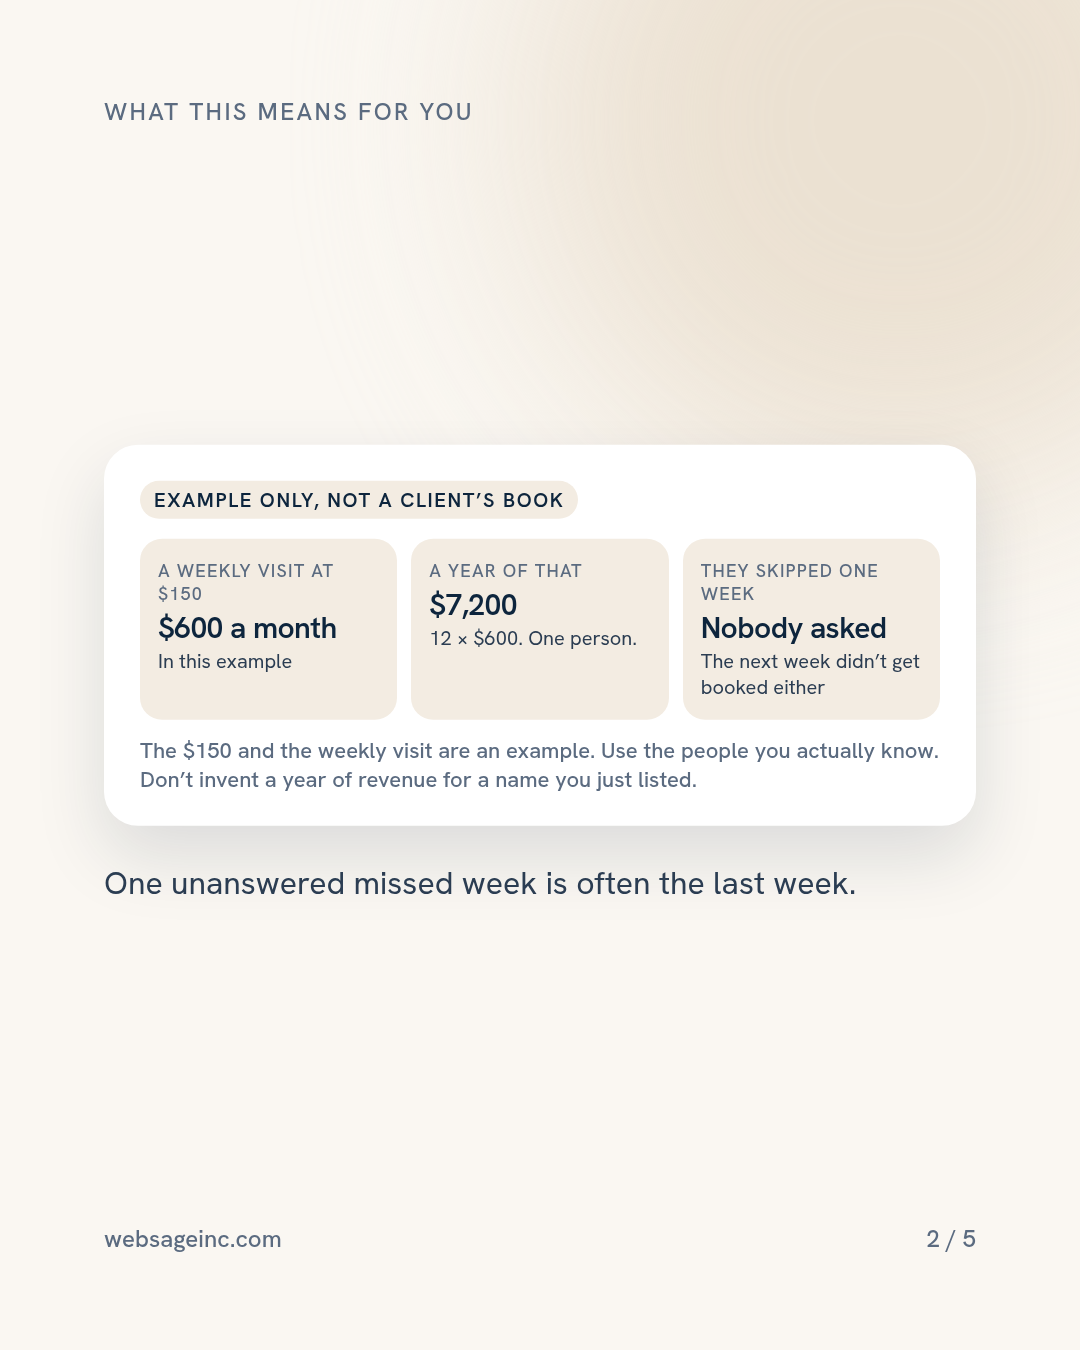 WHAT THIS MEANS FOR YOU
EXAMPLE ONLY, NOT A CLIENT’S BOOK
A WEEKLY VISIT AT
$150
$600 a month
In this example
A YEAR OF THAT
$7,200
12 × $600. One person.
THEY SKIPPED ONE
WEEK
Nobody asked
The next week didn’t get
booked either
The $150 and the weekly visit are an example. Use the people you actually know.
Don’t invent a year of revenue for a name you just listed.
One unanswered missed week is often the last week.
websageinc.com
2 / 5